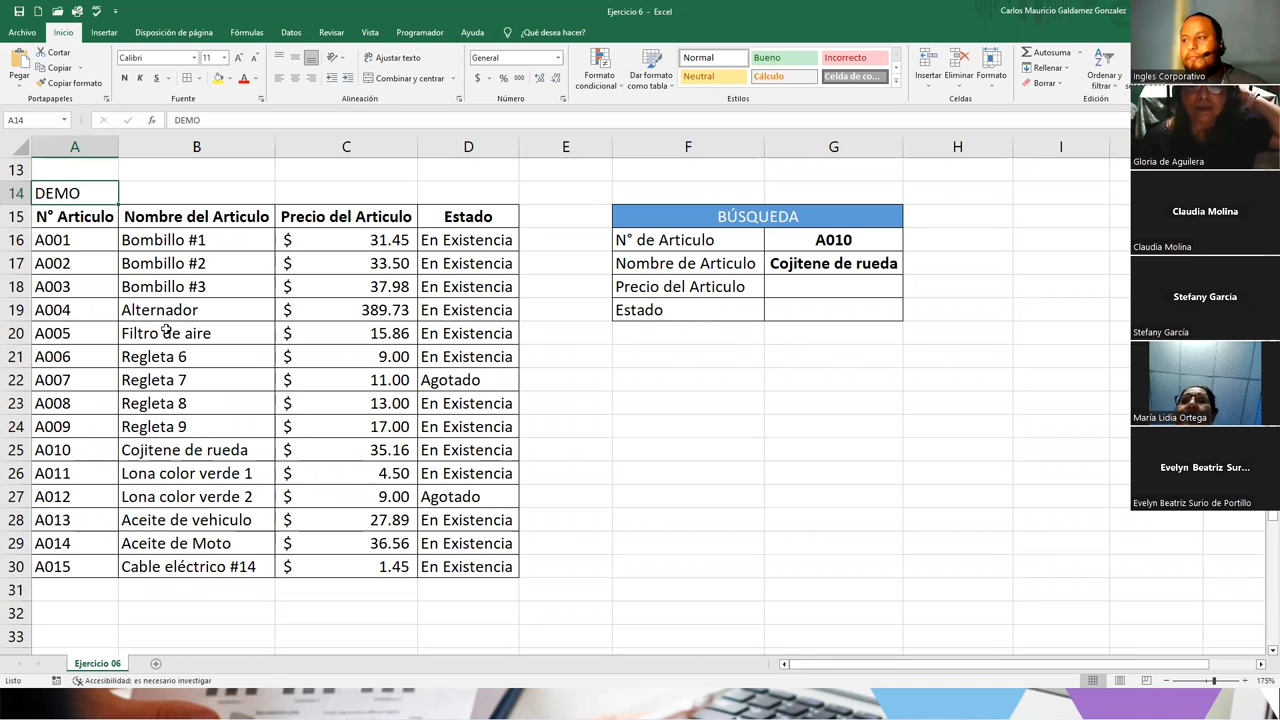 Ejercicio 6 - Excel
Carlos Mauricio Galdamez Gonzalez
Archivo Inicio Insertar Disposición de página Fórmulas Datos Revisar Vista Programador Ayuda ¿Qué desea hacer?
Pegar
Cortar
Copiar
Copiar formato
Portapapeles
Calibri 11
N K S
Fuente
Ajustar texto
Combinar y centrar
Alineación
General
$ % 000
Número
Formato condicional
Dar formato como tabla
Normal Bueno Incorrecto
Neutral Cálculo Celda de co...
Estilos
Insertar Eliminar Formato
Celdas
Autosuma
Rellenar
Borrar
Ordenar y filtrar
Edición
A14 fx DEMO
A B C D E F G H I
13
14 DEMO
15 N° Articulo Nombre del Articulo Precio del Articulo Estado BÚSQUEDA
16 A001 Bombillo #1 $ 31.45 En Existencia N° de Articulo A010
17 A002 Bombillo #2 $ 33.50 En Existencia Nombre de Articulo Cojitene de rueda
18 A003 Bombillo #3 $ 37.98 En Existencia Precio del Articulo
19 A004 Alternador $ 389.73 En Existencia Estado
20 A005 Filtro de aire $ 15.86 En Existencia
21 A006 Regleta 6 $ 9.00 En Existencia
22 A007 Regleta 7 $ 11.00 Agotado
23 A008 Regleta 8 $ 13.00 En Existencia
24 A009 Regleta 9 $ 17.00 En Existencia
25 A010 Cojitene de rueda $ 35.16 En Existencia
26 A011 Lona color verde 1 $ 4.50 En Existencia
27 A012 Lona color verde 2 $ 9.00 Agotado
28 A013 Aceite de vehiculo $ 27.89 En Existencia
29 A014 Aceite de Moto $ 36.56 En Existencia
30 A015 Cable eléctrico #14 $ 1.45 En Existencia
31
32
33
Ejercicio 06
Listo Accesibilidad: es necesario investigar 175%
Ingles Corporativo
Gloria de Aguilera
Claudia Molina
Claudia Molina
Stefany García
Stefany García
María Lidia Ortega
Evelyn Beatriz Sur...
Evelyn Beatriz Surio de Portillo